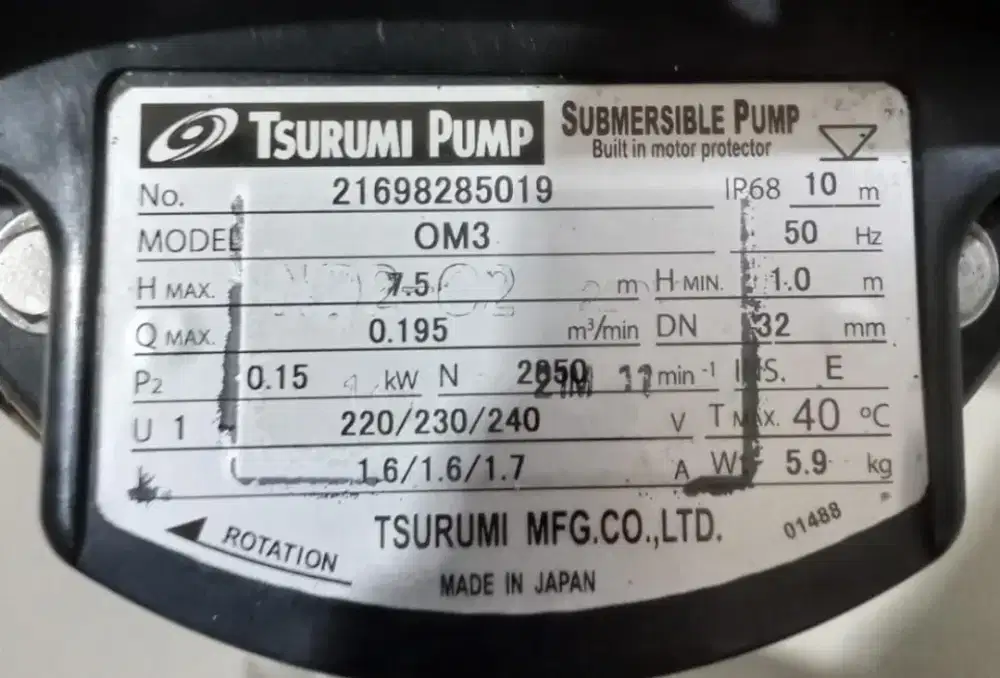 TSURUMI PUMP SUBMERSIBLE PUMP
Built in motor protector
No. 21698285019 IP68 10 m
MODEL OM3 50 Hz
H MAX. 7.5 m H MIN. 1.0 m
Q MAX. 0.195 m³/min DN 32 mm
P2 0.15 kW N 2850 min⁻¹ INS. E
U 1 220/230/240 V T MAX. 40 °C
1.6/1.6/1.7 A WT 5.9 kg
ROTATION TSURUMI MFG.CO.,LTD. 01488
MADE IN JAPAN